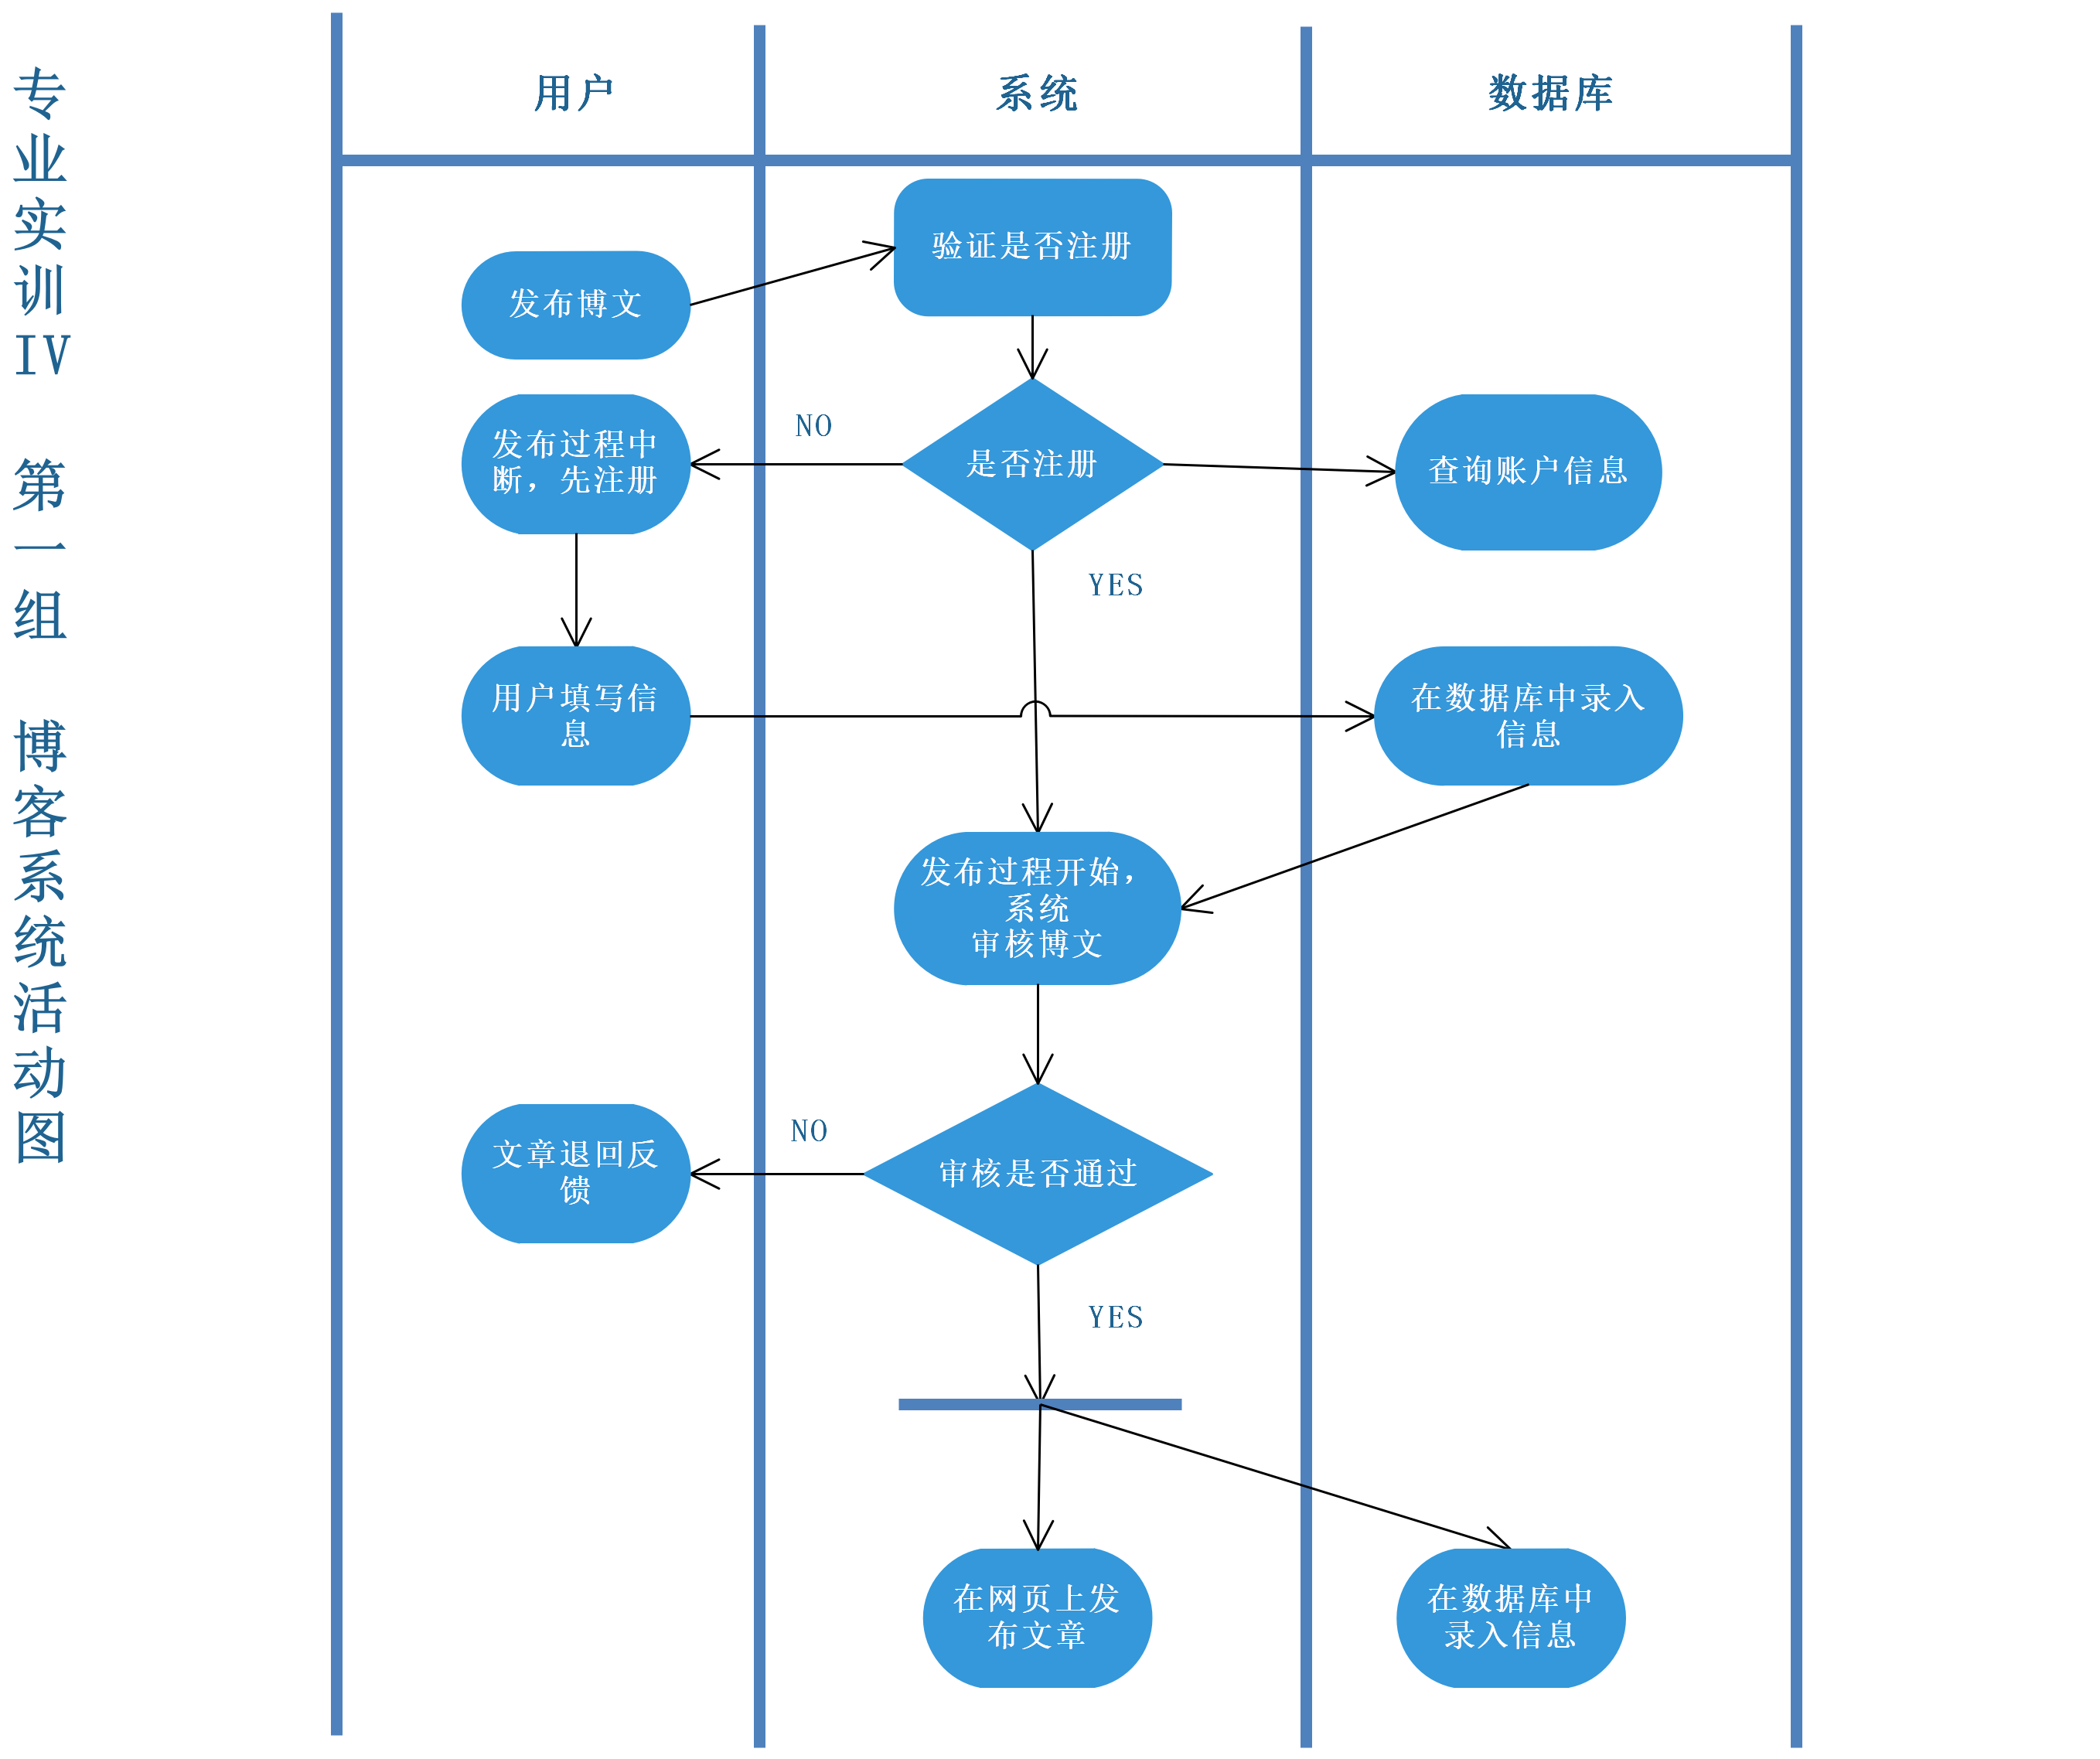 专业实训IV 第一组 博客系统活动图
用户
系统
数据库
验证是否注册
发布博文
NO
发布过程中
断，先注册
是否注册
查询账户信息
YES
用户填写信
息
在数据库中录入
信息
发布过程开始，
系统
审核博文
NO
文章退回反
馈
审核是否通过
YES
在网页上发
布文章
在数据库中
录入信息